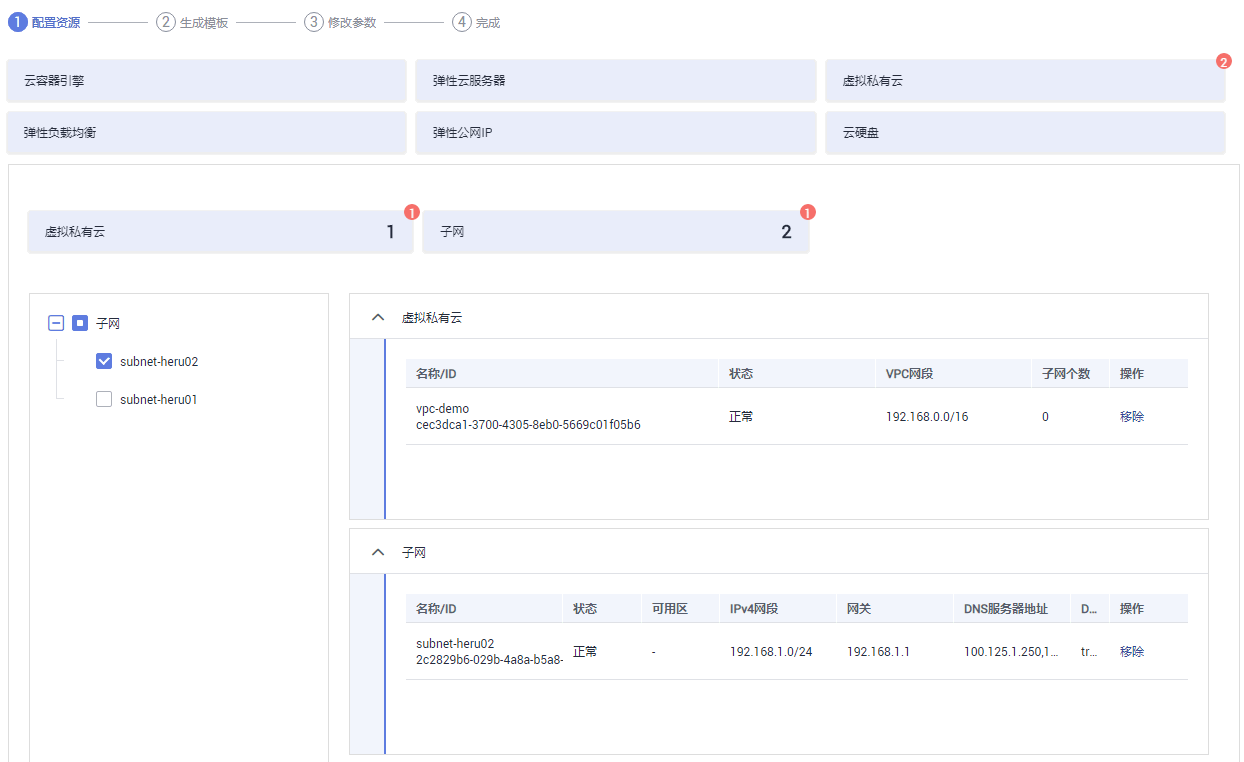 1 配置资源 2 生成模板 3 修改参数 4 完成
云容器引擎 弹性云服务器 虚拟私有云 2
弹性负载均衡 弹性公网IP 云硬盘
虚拟私有云 1 1 子网 2 1
子网
subnet-heru02
subnet-heru01
虚拟私有云
名称/ID 状态 VPC网段 子网个数 操作
vpc-demo
cec3dca1-3700-4305-8eb0-5669c01f05b6 正常 192.168.0.0/16 0 移除
子网
名称/ID 状态 可用区 IPv4网段 网关 DNS服务器地址 D... 操作
subnet-heru02
2c2829b6-029b-4a8a-b5a8- 正常 - 192.168.1.0/24 192.168.1.1 100.125.1.250,1... tr... 移除